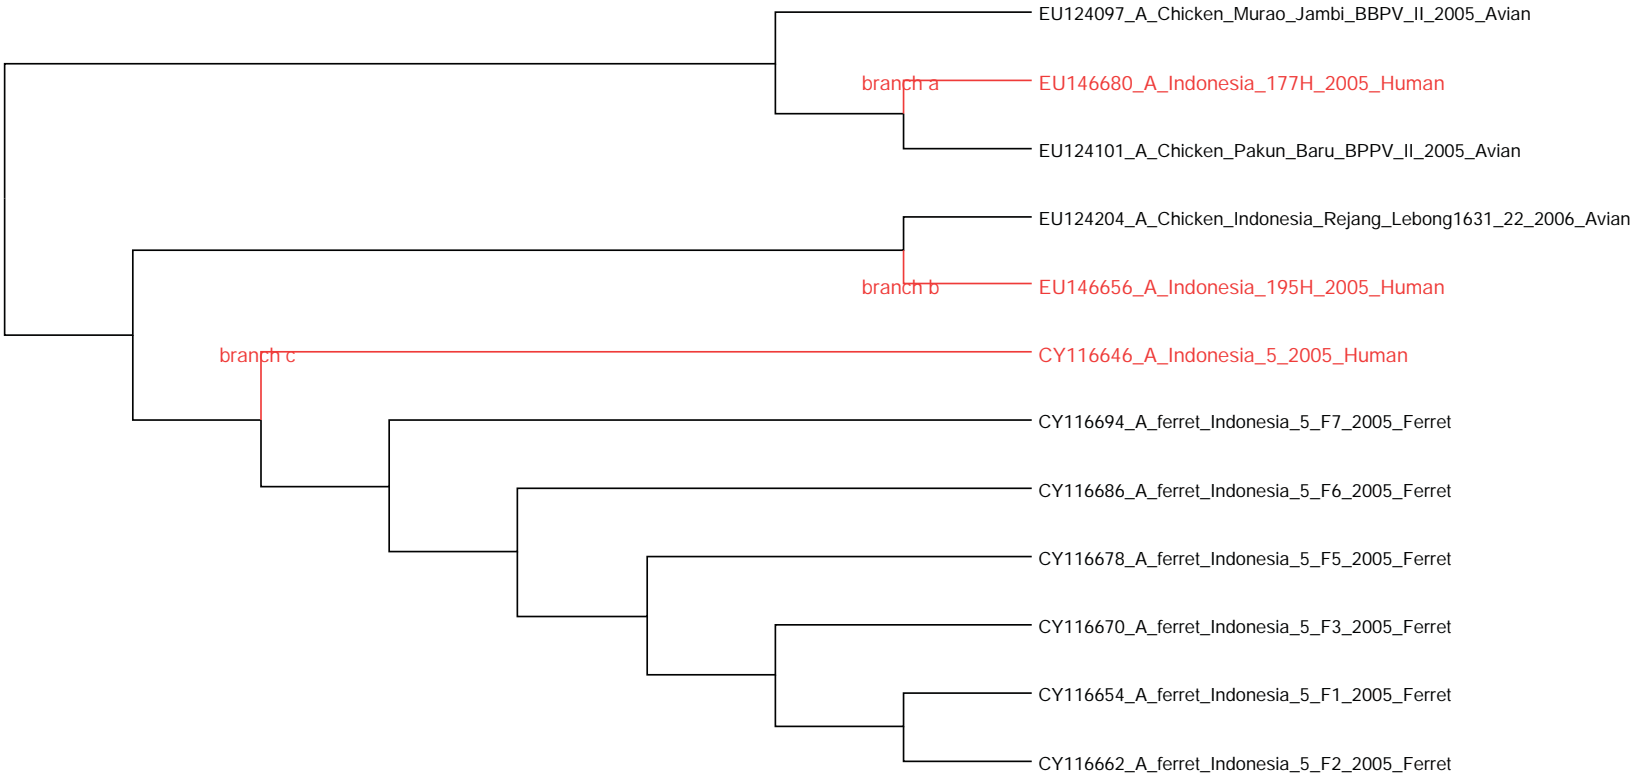 EU124097_A_Chicken_Murao_Jambi_BBPV_II_2005_Avian
branch a
EU146680_A_Indonesia_177H_2005_Human
EU124101_A_Chicken_Pakun_Baru_BPPV_II_2005_Avian
EU124204_A_Chicken_Indonesia_Rejang_Lebong1631_22_2006_Avian
branch b
EU146656_A_Indonesia_195H_2005_Human
branch c
CY116646_A_Indonesia_5_2005_Human
CY116694_A_ferret_Indonesia_5_F7_2005_Ferret
CY116686_A_ferret_Indonesia_5_F6_2005_Ferret
CY116678_A_ferret_Indonesia_5_F5_2005_Ferret
CY116670_A_ferret_Indonesia_5_F3_2005_Ferret
CY116654_A_ferret_Indonesia_5_F1_2005_Ferret
CY116662_A_ferret_Indonesia_5_F2_2005_Ferret